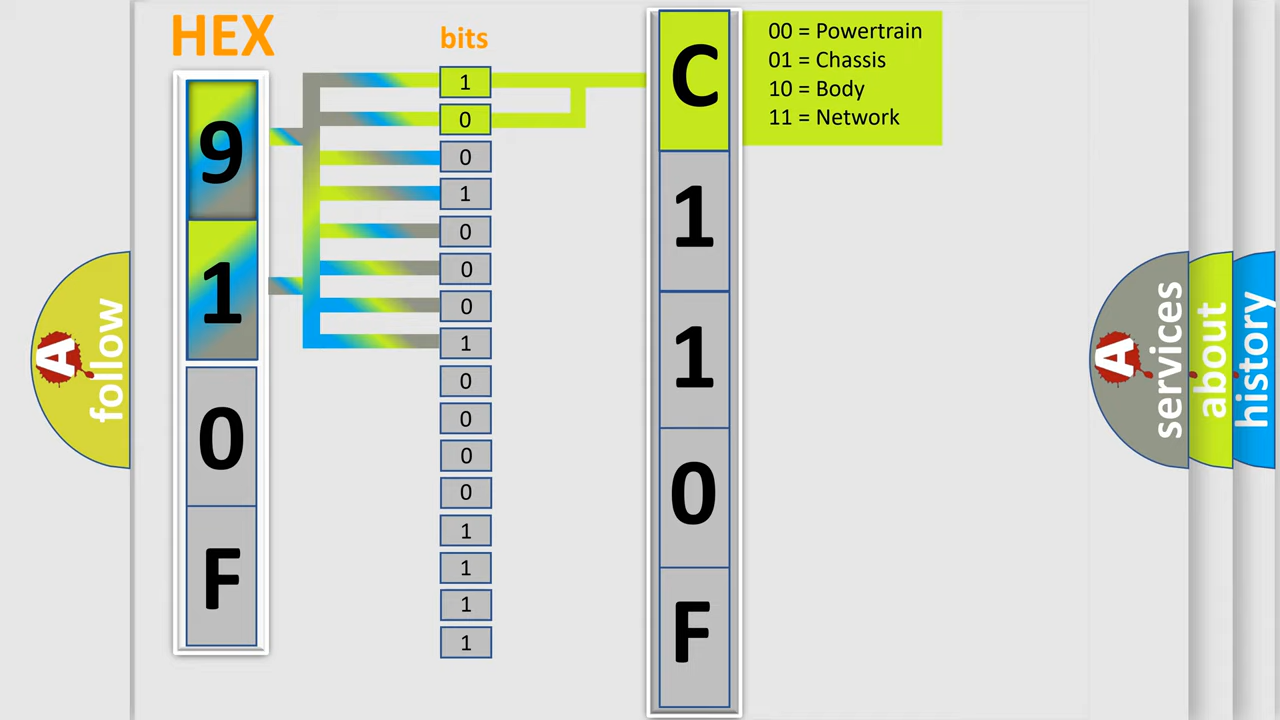 HEX
9
1
0
F
bits
1
0
0
1
0
0
0
1
0
0
0
0
1
1
1
1
C
1
1
0
F
00 = Powertrain
01 = Chassis
10 = Body
11 = Network
A
follow
A
services
about
history